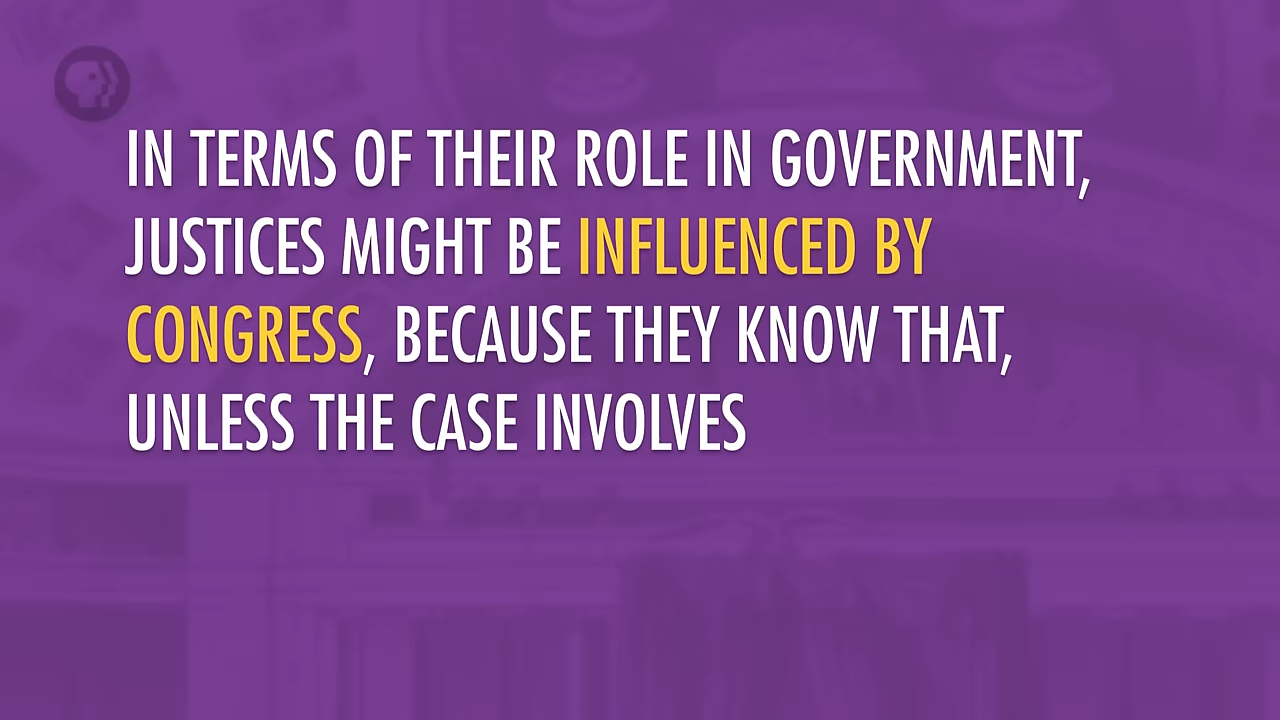 IN TERMS OF THEIR ROLE IN GOVERNMENT,
JUSTICES MIGHT BE INFLUENCED BY
CONGRESS, BECAUSE THEY KNOW THAT,
UNLESS THE CASE INVOLVES